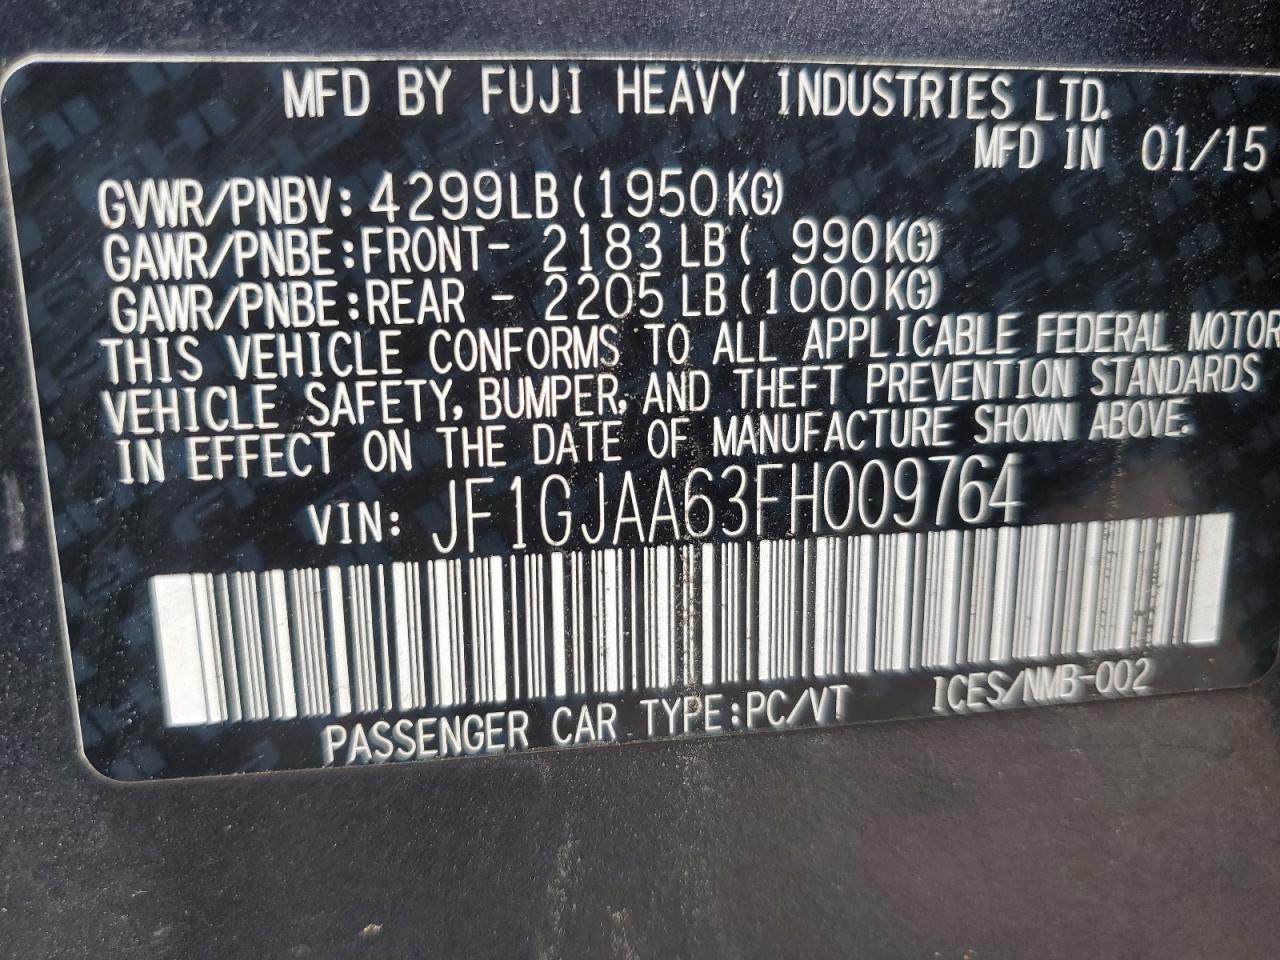 MFD BY FUJI HEAVY INDUSTRIES LTD.
MFD IN 01/15
GVWR/PNBV: 4299LB (1950KG)
GAWR/PNBE: FRONT- 2183 LB( 990KG)
GAWR/PNBE: REAR - 2205 LB (1000KG)
THIS VEHICLE CONFORMS TO ALL APPLICABLE FEDERAL MOTOR
VEHICLE SAFETY, BUMPER, AND THEFT PREVENTION STANDARDS
IN EFFECT ON THE DATE OF MANUFACTURE SHOWN ABOVE.
VIN: JF1GJAA63FH009764
PASSENGER CAR TYPE:PC/VT ICES/NMB-002